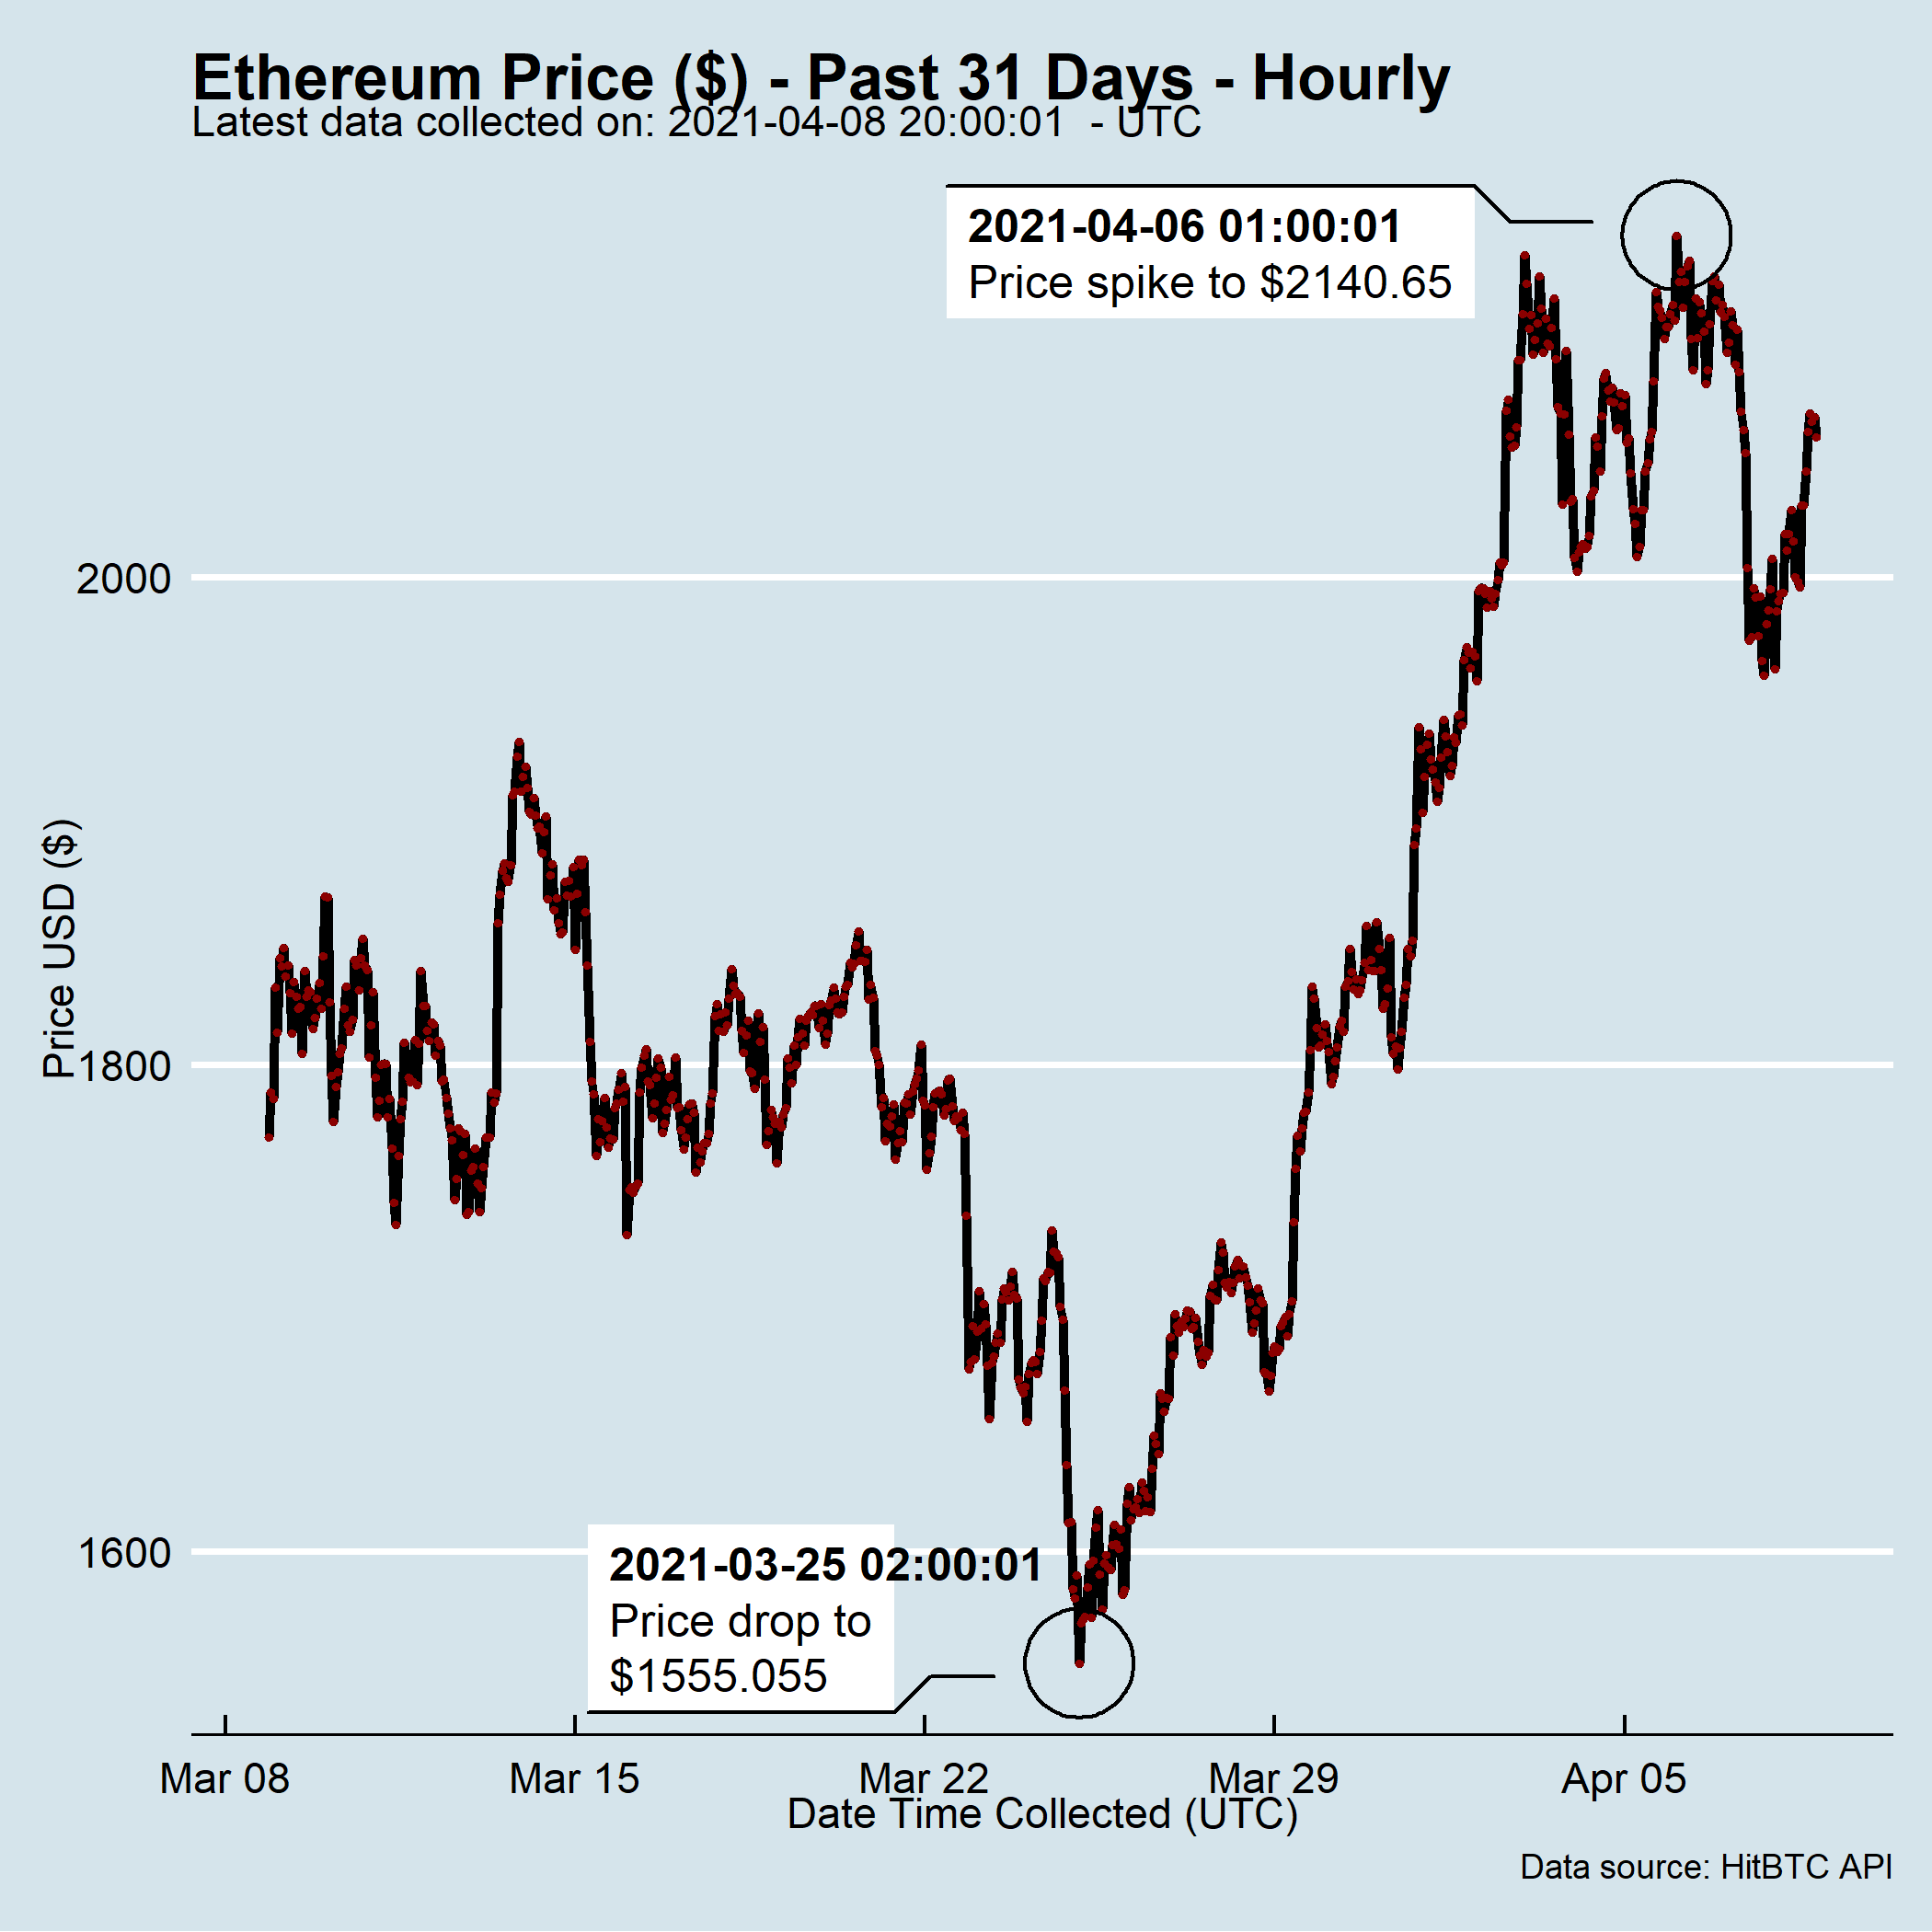 Ethereum Price ($) - Past 31 Days - Hourly
Latest data collected on: 2021-04-08 20:00:01  - UTC
2021-04-06 01:00:01
Price spike to $2140.65
2000
1800
1600
Price USD ($)
2021-03-25 02:00:01
Price drop to
$1555.055
Mar 08
Mar 15
Mar 22
Mar 29
Apr 05
Date Time Collected (UTC)
Data source: HitBTC API